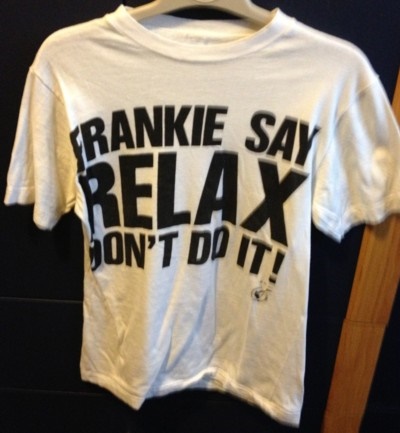 FRANKIE SAY
RELAX
DON'T DO IT!